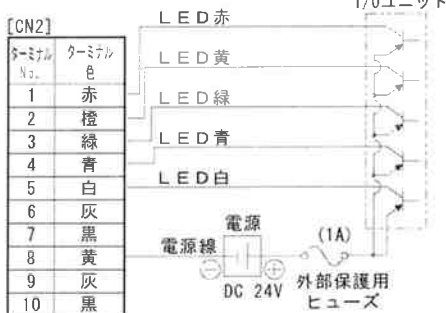 I/Oユニット
[CN2]
ターミナル No. ターミナル 色
1 赤
2 橙
3 緑
4 青
5 白
6 灰
7 黒
8 黄
9 灰
10 黒
LED赤
LED黄
LED緑
LED青
LED白
電源
電源線
(1A)
⊖ ⊕
DC 24V
外部保護用
ヒューズ